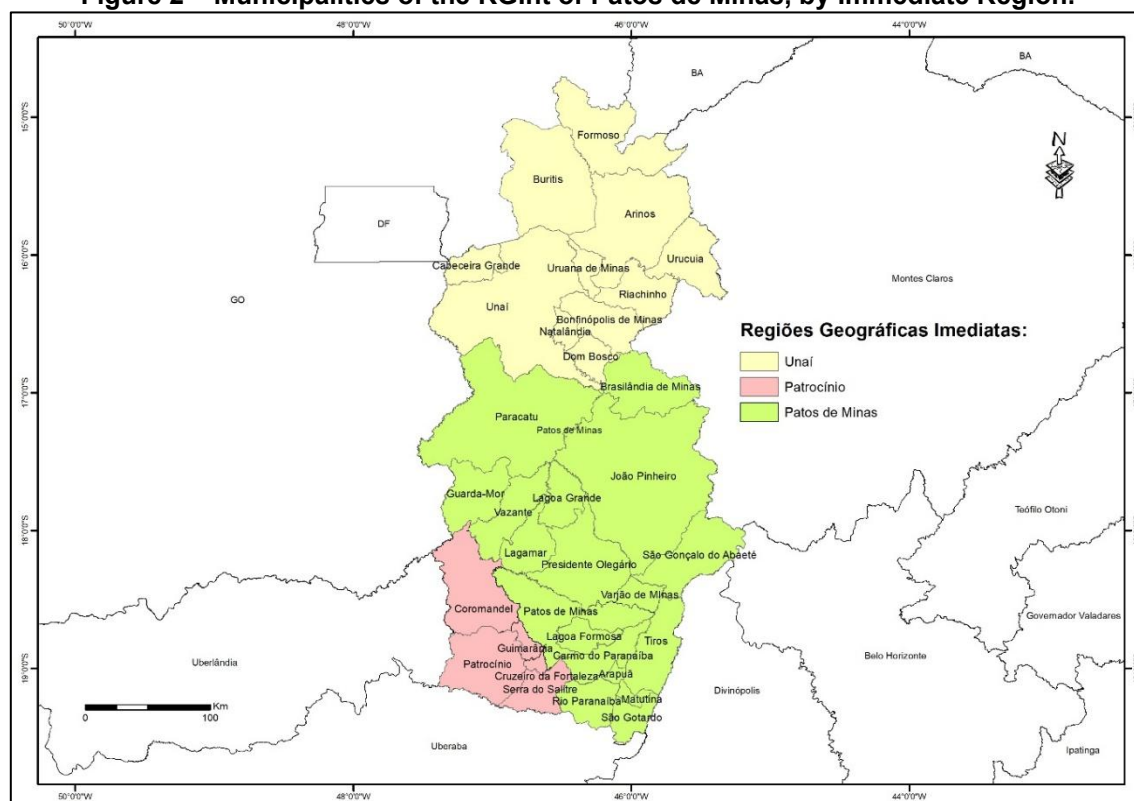 Figure 2 – Municipalities of the RGInt of Patos de Minas, by Immediate Region.
50°0'0"W 48°0'0"W 46°0'0"W 44°0'0"W
BA
BA
15°0'0"S
Formoso
N
Buritis
Arinos
DF
16°0'0"S
Cabeceira Grande
Uruana de Minas
Urucuia
Montes Claros
GO
Riachinho
Unaí
Bonfinópolis de Minas
Natalândia
Regiões Geográficas Imediatas:
Dom Bosco
Unaí
Patrocínio
Patos de Minas
Brasilândia de Minas
17°0'0"S
Paracatu
Patos de Minas
João Pinheiro
Guarda-Mor
Lagoa Grande
Vazante
Teófilo Otoni
18°0'0"S
Lagamar
São Gonçalo do Abaeté
Presidente Olegário
Varjão de Minas
Coromandel
Patos de Minas
Governador Valadares
Lagoa Formosa
Tiros
Guimarânia
Carmo do Paranaíba
Belo Horizonte
Uberlândia
Patrocínio
19°0'0"S
Cruzeiro da Fortaleza
Arapuá
Serra do Salitre
Divinópolis
Rio Paranaíba
Matutina
Km
0 100
São Gotardo
Uberaba
Ipatinga
50°0'0"W 48°0'0"W 46°0'0"W 44°0'0"W